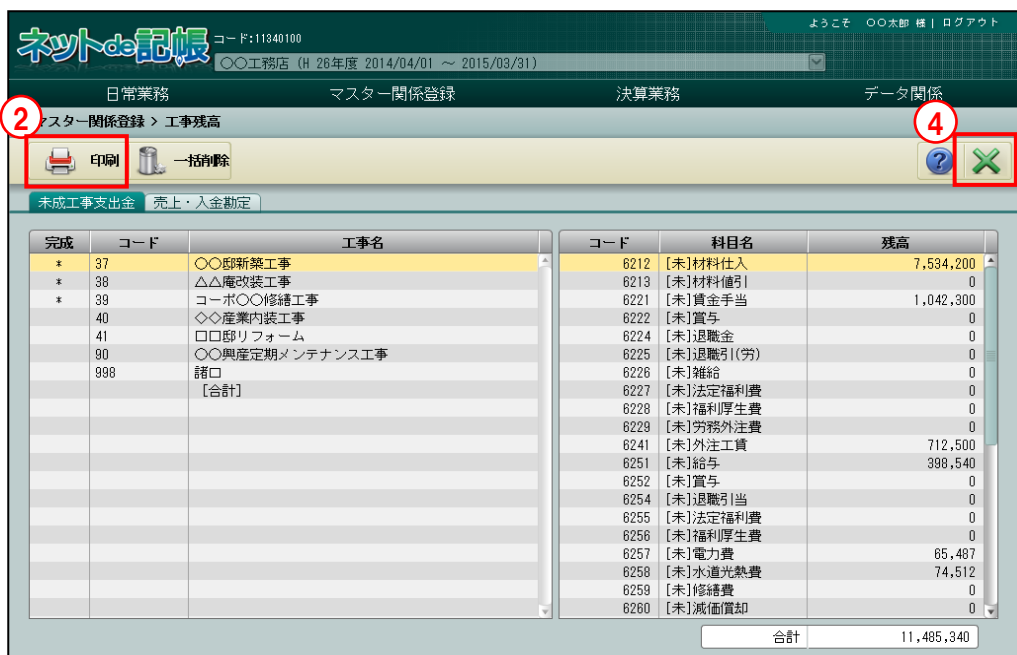 ようこそ ○○太郎 様 | ログアウト
ネットde記帳 コード:11340100
○○工務店 (H 26年度 2014/04/01 ～ 2015/03/31)
日常業務 マスター関係登録 決算業務 データ関係
② マスター関係登録 > 工事残高 ④
印刷 一括削除 ?
未成工事支出金 売上・入金勘定
完成 コード 工事名
* 37 ○○邸新築工事
* 38 △△庵改装工事
* 39 コーポ○○修繕工事
40 ◇◇産業内装工事
41 □□邸リフォーム
90 ○○興産定期メンテナンス工事
998 諸口
[合計]
コード 科目名 残高
6212 [未]材料仕入 7,534,200
6213 [未]材料値引 0
6221 [未]賃金手当 1,042,300
6222 [未]賞与 0
6224 [未]退職金 0
6225 [未]退職引(労) 0
6226 [未]雑給 0
6227 [未]法定福利費 0
6228 [未]福利厚生費 0
6229 [未]労務外注費 0
6241 [未]外注工賃 712,500
6251 [未]給与 398,540
6252 [未]賞与 0
6254 [未]退職引当 0
6255 [未]法定福利費 0
6256 [未]福利厚生費 0
6257 [未]電力費 65,487
6258 [未]水道光熱費 74,512
6259 [未]修繕費 0
6260 [未]減価償却 0
合計 11,485,340